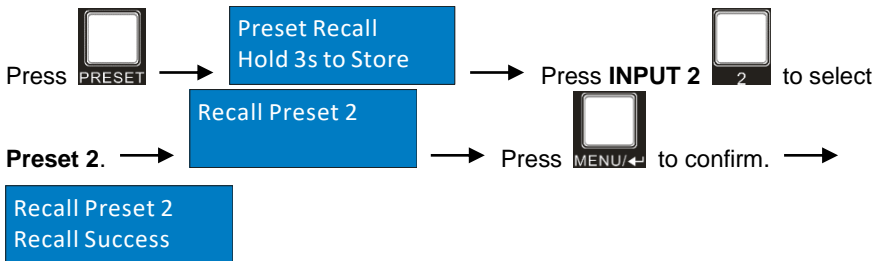 Preset Recall
Hold 3s to Store
Press PRESET → Press INPUT 2 2 to select
Recall Preset 2
Preset 2. → Press MENU/↵ to confirm. →
Recall Preset 2
Recall Success